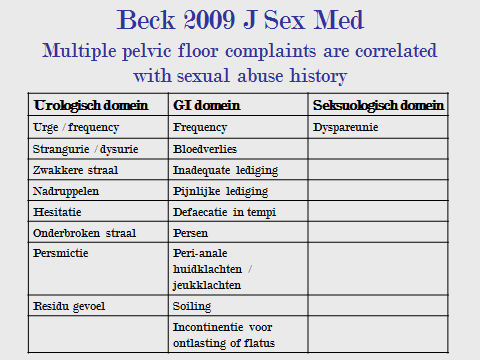 Beck 2009 J Sex Med
Multiple pelvic floor complaints are correlated
with sexual abuse history
Urologisch domein GI domein Seksuologisch domein
Urge / frequency Frequency Dyspareunie
Strangurie / dysurie Bloedverlies
Zwakkere straal Inadequate lediging
Nadruppelen Pijnlijke lediging
Hesitatie Defaecatie in tempi
Onderbroken straal Persen
Persmictie Peri-anale
huidklachten /
jeukklachten
Residu gevoel Soiling
Incontinentie voor
ontlasting of flatus